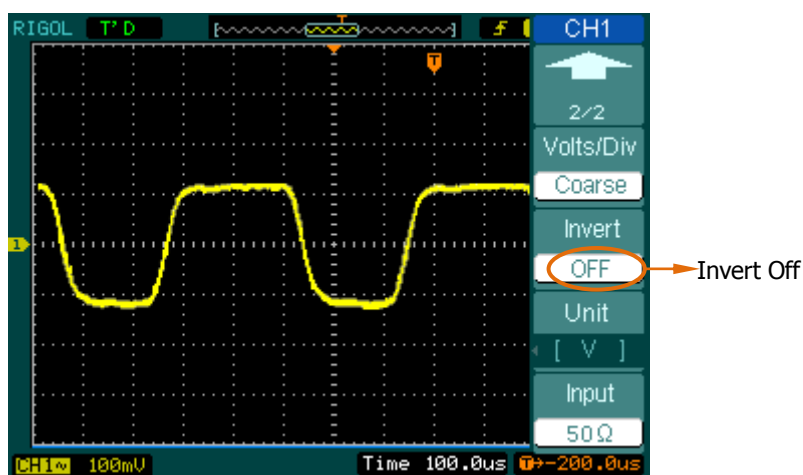 RIGOL T'D T f CH1
T
2/2
Volts/Div
Coarse
Invert
1
OFF Invert Off
Unit
[ V ]
Input
50Ω
CH1~ 100mV Time 100.0us T→-200.0us